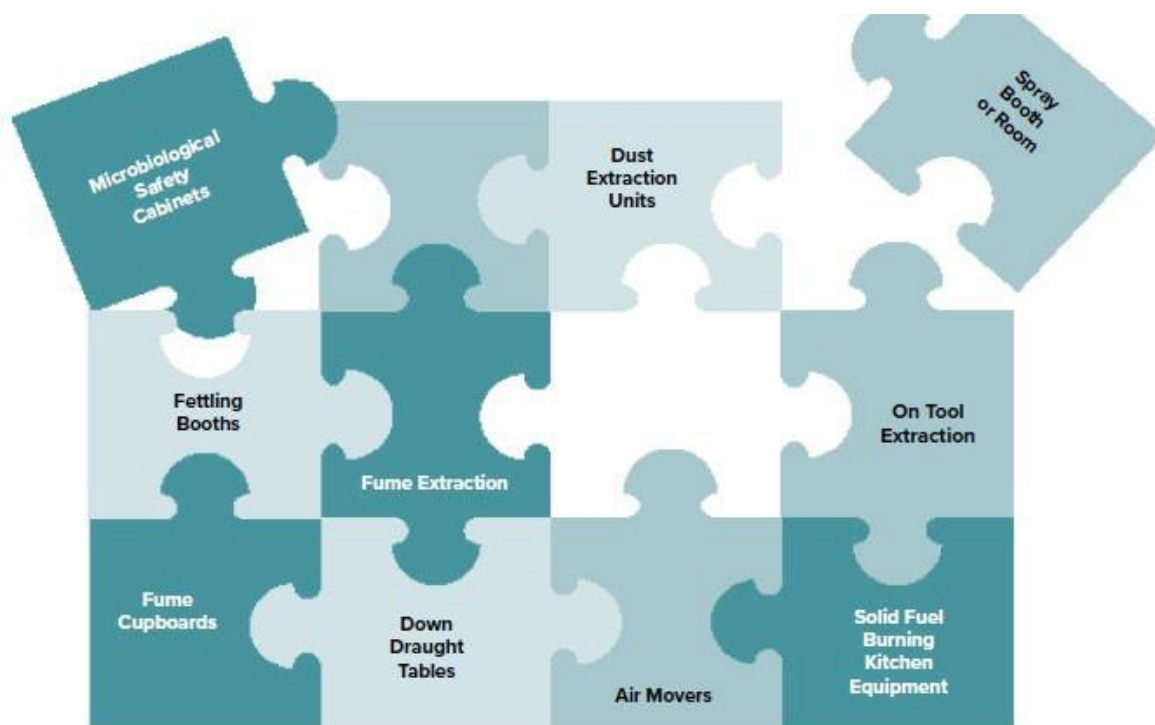 Microbiological
Safety
Cabinets
Dust
Extraction
Units
Spray
Booth
or Room
Fettling
Booths
Fume Extraction
On Tool
Extraction
Fume
Cupboards
Down
Draught
Tables
Air Movers
Solid Fuel
Burning
Kitchen
Equipment